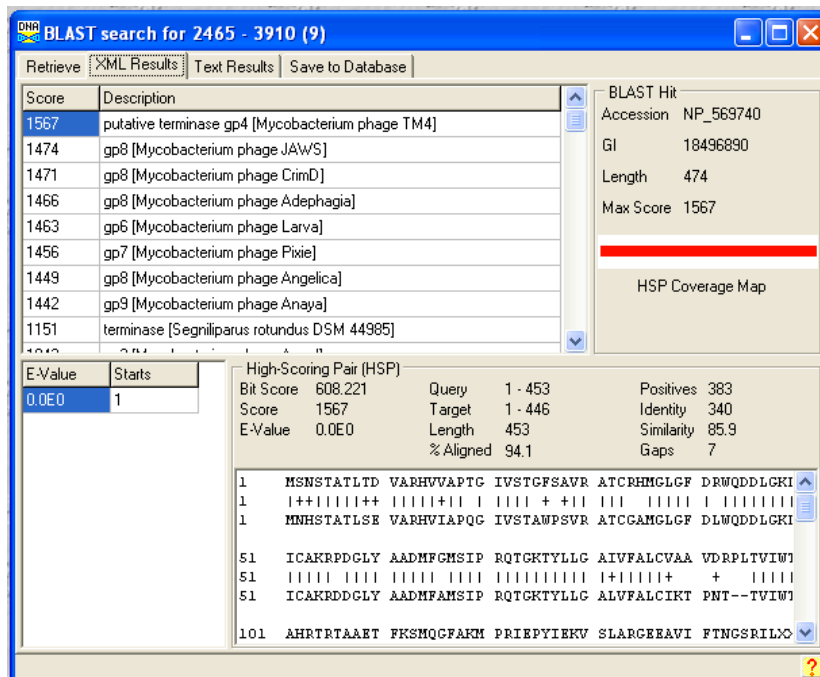 DNA BLAST search for 2465 - 3910 (9)
Retrieve XML Results Text Results Save to Database
Score Description
1567 putative terminase gp4 [Mycobacterium phage TM4]
1474 gp8 [Mycobacterium phage JAWS]
1471 gp8 [Mycobacterium phage CrimD]
1466 gp8 [Mycobacterium phage Adephagia]
1463 gp6 [Mycobacterium phage Larva]
1456 gp7 [Mycobacterium phage Pixie]
1449 gp8 [Mycobacterium phage Angelica]
1442 gp9 [Mycobacterium phage Anaya]
1151 terminase [Segniliparus rotundus DSM 44985]
BLAST Hit
Accession NP_569740
GI 18496890
Length 474
Max Score 1567
HSP Coverage Map
E-Value Starts
0.0E0 1
High-Scoring Pair (HSP)
Bit Score 608.221 Query 1 - 453 Positives 383
Score 1567 Target 1 - 446 Identity 340
E-Value 0.0E0 Length 453 Similarity 85.9
% Aligned 94.1 Gaps 7
1 MSNSTATLTD VARHVVAPTG IVSTGFSAVR ATCRHMGLGF DRWQDDLGKI
1 |++|||||++ |||||+|| | |||| + +|| ||| ||||| | ||||||||
1 MNHSTATLSE VARHVIAPQG IVSTAWPSVR ATCGAMGLGF DLWQDDLGKI
51 ICAKRPDGLY AADMFGMSIP RQTGKTYLLG AIVFALCVAA VDRPLTVIWT
51 ||||| |||| ||||| |||| |||||||||| |+|||||+ + |||||
51 ICAKRDDGLY AADMFAMSIP RQTGKTYLLG ALVFALCIKT PNT--TVIWT
101 AHRTRTAAET FKSMQGFAKM PRIEPYIEKV SLARGEEAVI FTNGSRILX
?